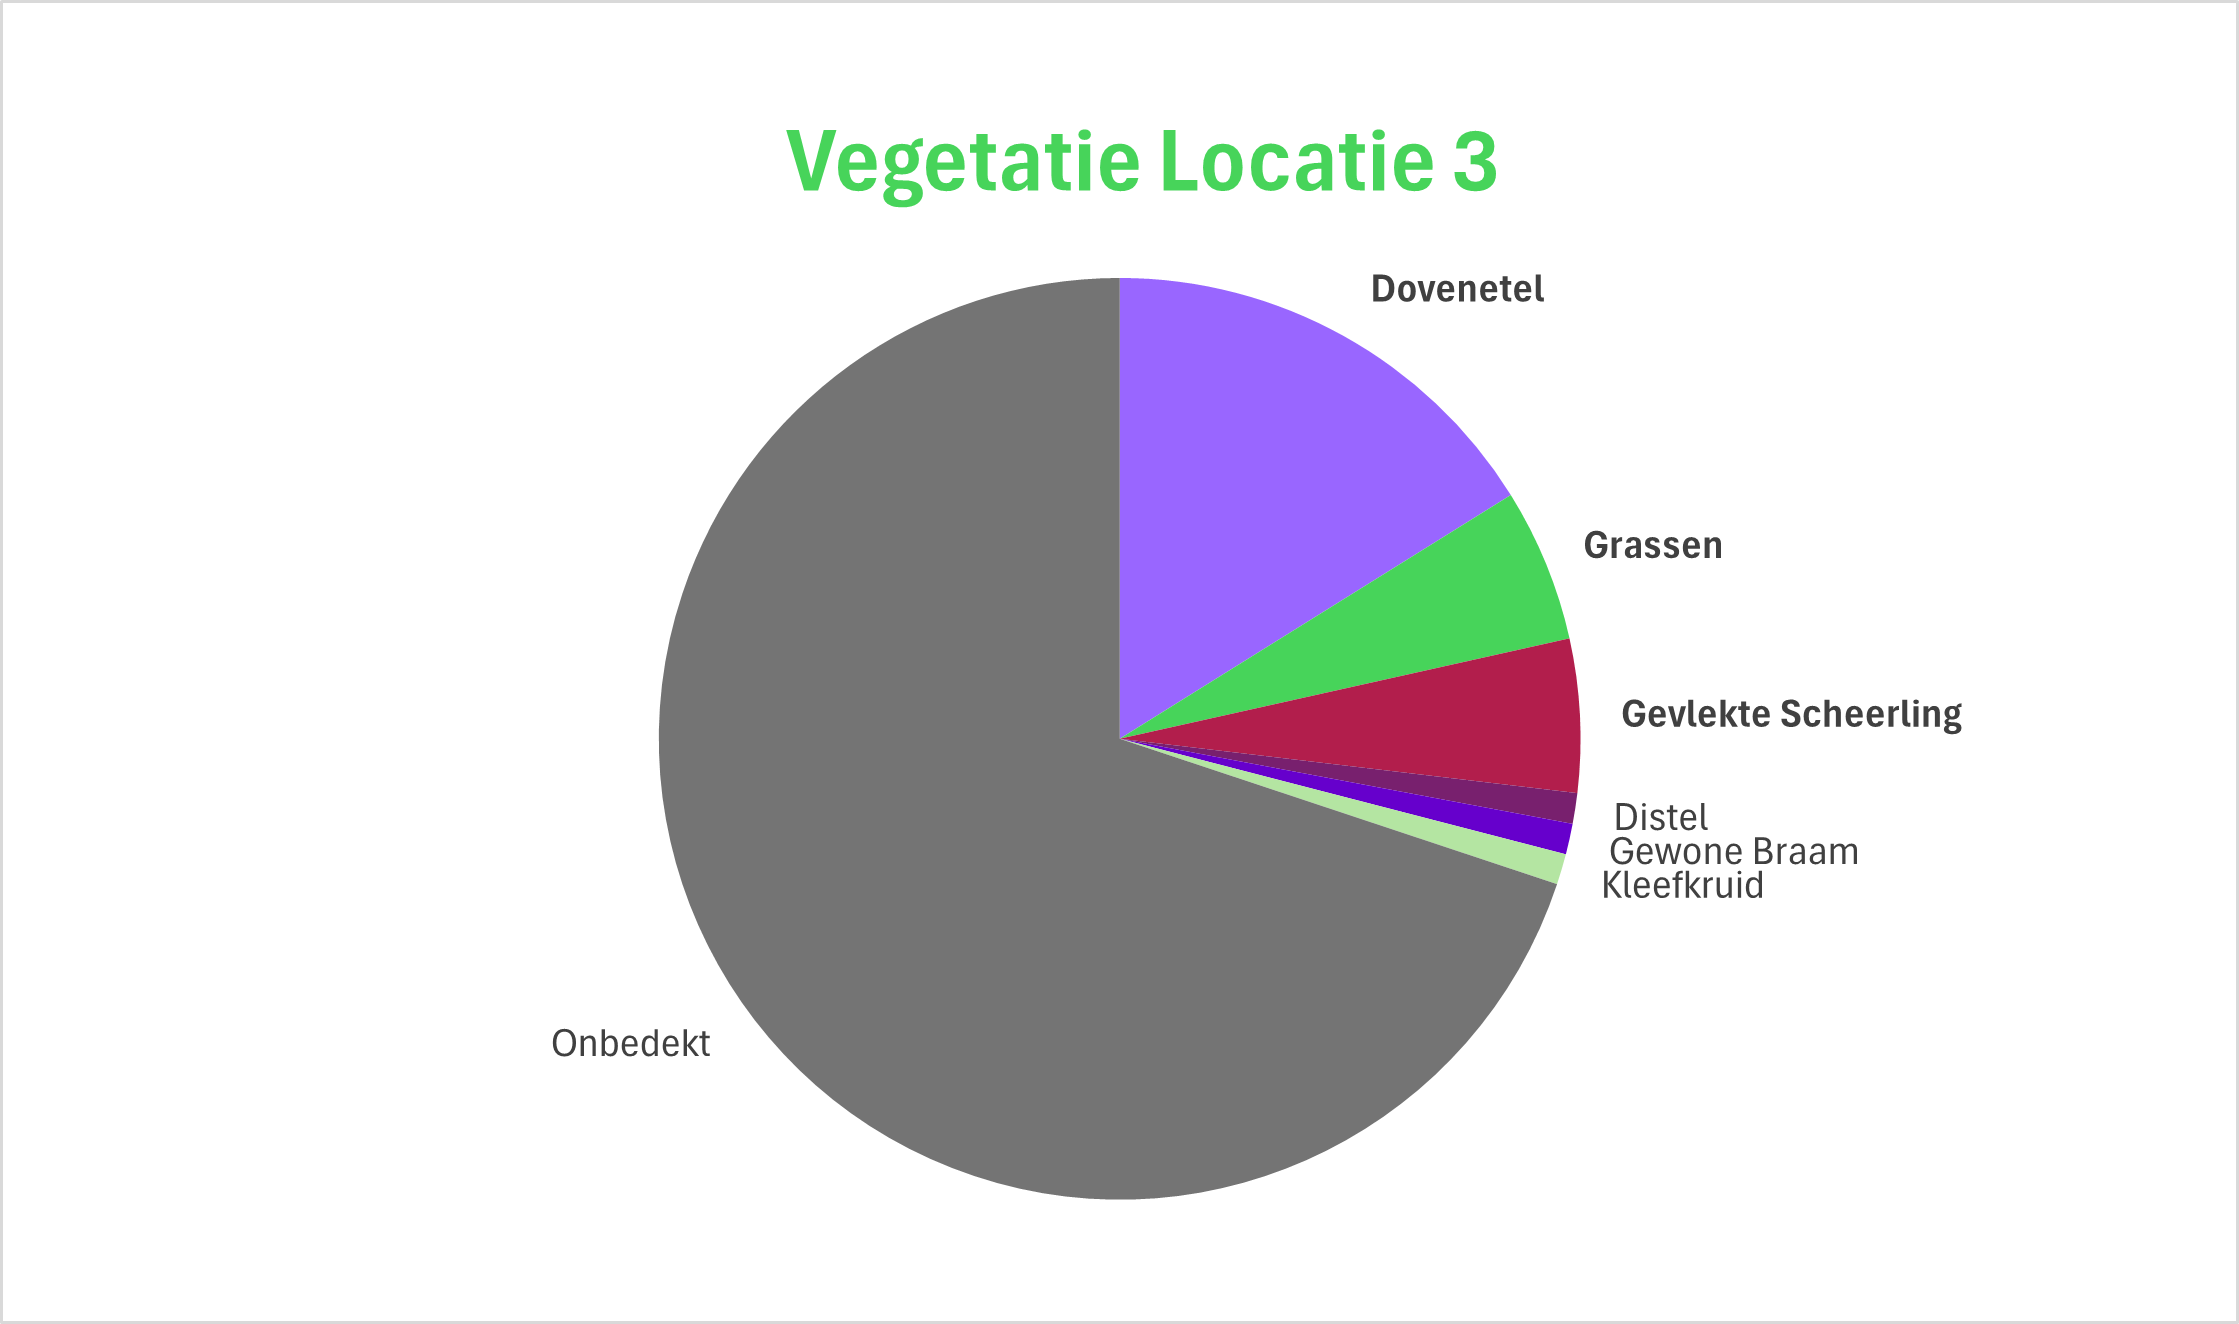 Vegetatie Locatie 3
Dovenetel
Grassen
Gevlekte Scheerling
Distel
Gewone Braam
Kleefkruid
Onbedekt